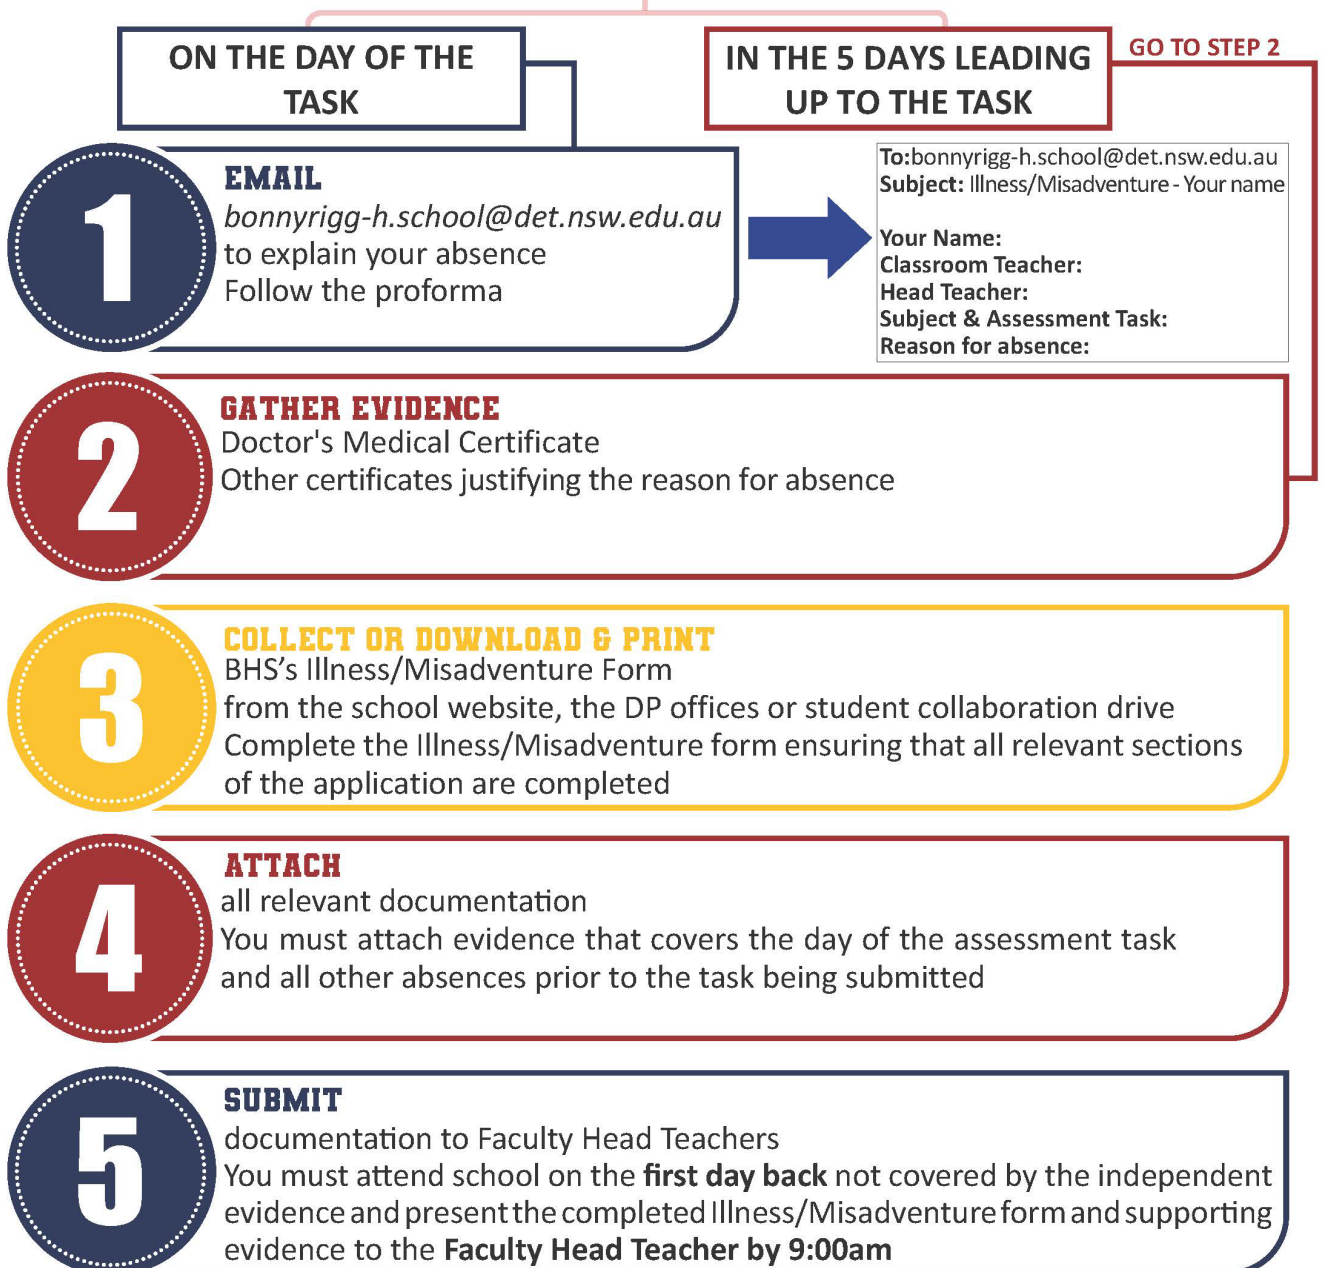 ON THE DAY OF THE
TASK
IN THE 5 DAYS LEADING
UP TO THE TASK
GO TO STEP 2
1
EMAIL
bonnyrigg-h.school@det.nsw.edu.au
to explain your absence
Follow the proforma
To:bonnyrigg-h.school@det.nsw.edu.au
Subject: Illness/Misadventure - Your name
Your Name:
Classroom Teacher:
Head Teacher:
Subject & Assessment Task:
Reason for absence:
2
GATHER EVIDENCE
Doctor's Medical Certificate
Other certificates justifying the reason for absence
3
COLLECT OR DOWNLOAD & PRINT
BHS’s Illness/Misadventure Form
from the school website, the DP offices or student collaboration drive
Complete the Illness/Misadventure form ensuring that all relevant sections
of the application are completed
4
ATTACH
all relevant documentation
You must attach evidence that covers the day of the assessment task
and all other absences prior to the task being submitted
5
SUBMIT
documentation to Faculty Head Teachers
You must attend school on the first day back not covered by the independent
evidence and present the completed Illness/Misadventure form and supporting
evidence to the Faculty Head Teacher by 9:00am